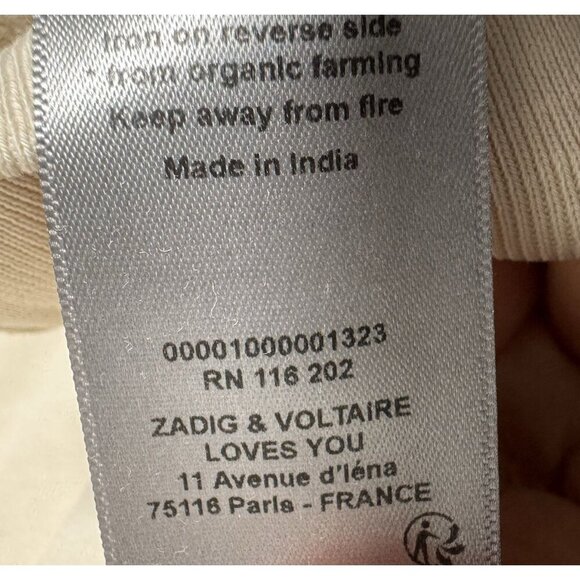 Iron on reverse side
* from organic farming
Keep away from fire
Made in India
00001000001323
RN 116 202
ZADIG & VOLTAIRE
LOVES YOU
11 Avenue d'Iéna
75116 Paris - FRANCE